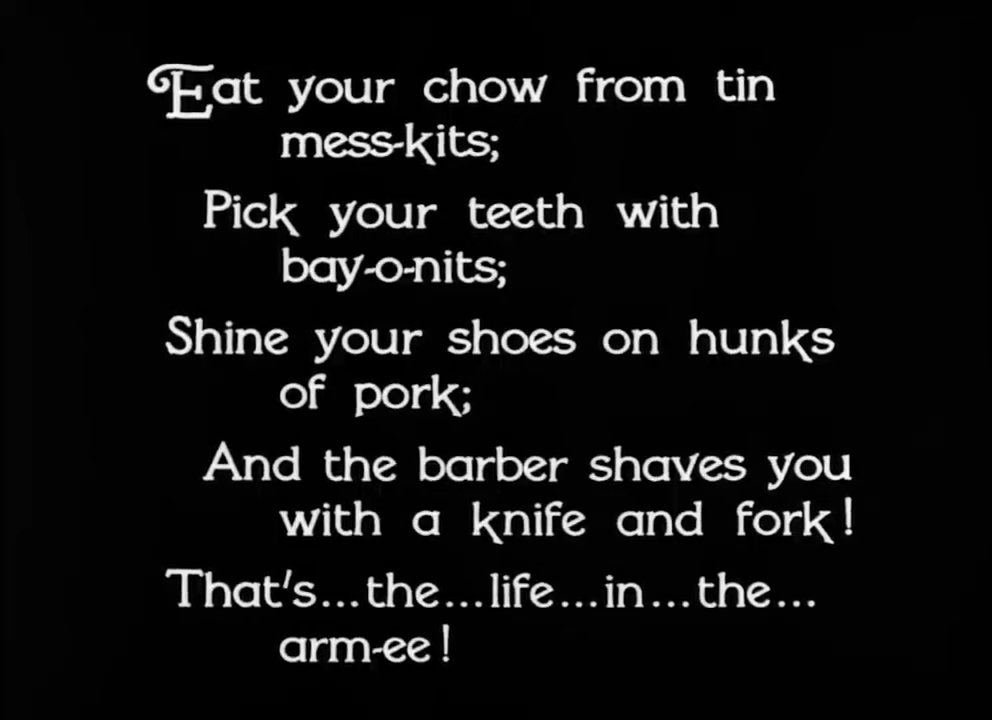 Eat your chow from tin
mess-kits;
Pick your teeth with
bay-o-nits;
Shine your shoes on hunks
of pork;
And the barber shaves you
with a knife and fork!
That's...the...life...in...the...
arm-ee!